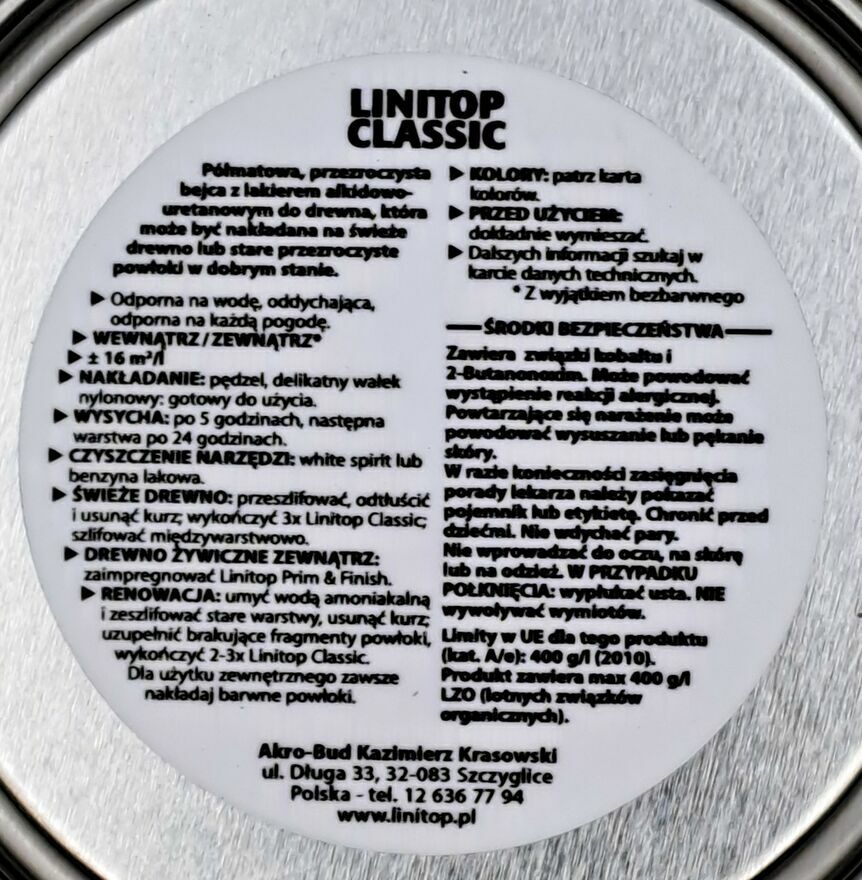 LINITOP
CLASSIC
Półmatowa, przezroczysta
bejca z lakierem alkidowo-
uretanowym do drewna, która
może być nakładana na świeże
drewno lub stare przezroczyste
powłoki w dobrym stanie.
▶ Odporna na wodę, oddychająca,
odporna na każdą pogodę.
▶ WEWNĄTRZ / ZEWNĄTRZ*
▶ ± 16 m²/l
▶ NAKŁADANIE: pędzel, delikatny wałek
nylonowy: gotowy do użycia.
▶ WYSYCHA: po 5 godzinach, następna
warstwa po 24 godzinach.
▶ CZYSZCZENIE NARZĘDZI: white spirit lub
benzyna lakowa.
▶ ŚWIEŻE DREWNO: przeszlifować, odtłuścić
i usunąć kurz; wykończyć 3x Linitop Classic;
szlifować międzywarstwowo.
▶ DREWNO ŻYWICZNE ZEWNĄTRZ:
zaimpregnować Linitop Prim & Finish.
▶ RENOWACJA: umyć wodą amoniakalną
i zeszlifować stare warstwy, usunąć kurz;
uzupełnić brakujące fragmenty powłoki,
wykończyć 2-3x Linitop Classic.
Dla użytku zewnętrznego zawsze
nakładaj barwne powłoki.
▶ KOLORY: patrz karta
kolorów.
▶ PRZED UŻYCIEM:
dokładnie wymieszać.
▶ Dalszych informacji szukaj w
karcie danych technicznych.
* Z wyjątkiem bezbarwnego
ŚRODKI BEZPIECZEŃSTWA
Zawiera związki kobaltu i
2-Butanonoxim. Może powodować
wystąpienie reakcji alergicznej.
Powtarzające się narażenie może
powodować wysuszanie lub pękanie
skóry.
W razie konieczności zasięgnięcia
porady lekarza należy pokazać
pojemnik lub etykietę. Chronić przed
dziećmi. Nie wdychać pary.
Nie wprowadzać do oczu, na skórę
lub na odzież. W PRZYPADKU
POŁKNIĘCIA: wypłukać usta. NIE
wywoływać wymiotów.
Limity w UE dla tego produktu
(kat. A/e): 400 g/l (2010).
Produkt zawiera max 400 g/l
LZO (lotnych związków
organicznych).
Akro-Bud Kazimierz Krasowski
ul. Długa 33, 32-083 Szczyglice
Polska - tel. 12 636 77 94
www.linitop.pl